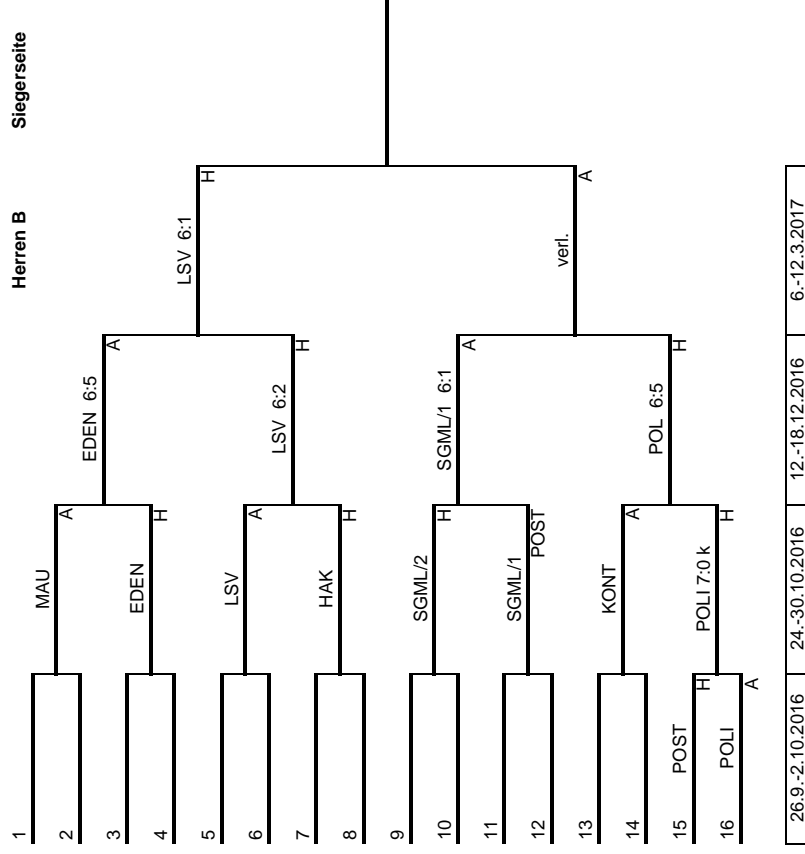 Herren B
Siegerseite
1
2
3
4
5
6
7
8
9
10
11
12
13
14
15
16
POST
H
POLI
A
MAU
A
EDEN
H
LSV
A
HAK
H
SGML/2
H
SGML/1
POST
KONT
A
POLI 7:0 k
H
EDEN 6:5
A
LSV 6:2
H
SGML/1 6:1
A
POL 6:5
H
LSV 6:1
H
verl.
A
26.9.-2.10.2016
24.-30.10.2016
12.-18.12.2016
6.-12.3.2017